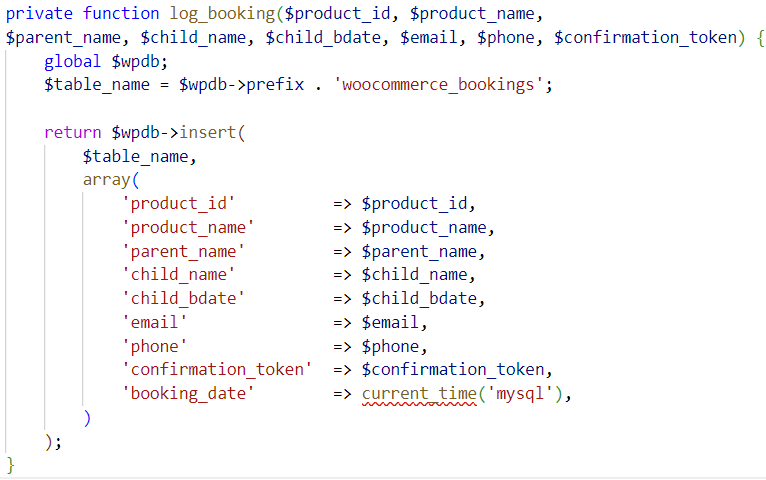 private function log_booking($product_id, $product_name,
$parent_name, $child_name, $child_bdate, $email, $phone, $confirmation_token) {
    global $wpdb;
    $table_name = $wpdb->prefix . 'woocommerce_bookings';

    return $wpdb->insert(
        $table_name,
        array(
            'product_id'          => $product_id,
            'product_name'        => $product_name,
            'parent_name'         => $parent_name,
            'child_name'          => $child_name,
            'child_bdate'         => $child_bdate,
            'email'               => $email,
            'phone'               => $phone,
            'confirmation_token'  => $confirmation_token,
            'booking_date'        => current_time('mysql'),
        )
    );
}